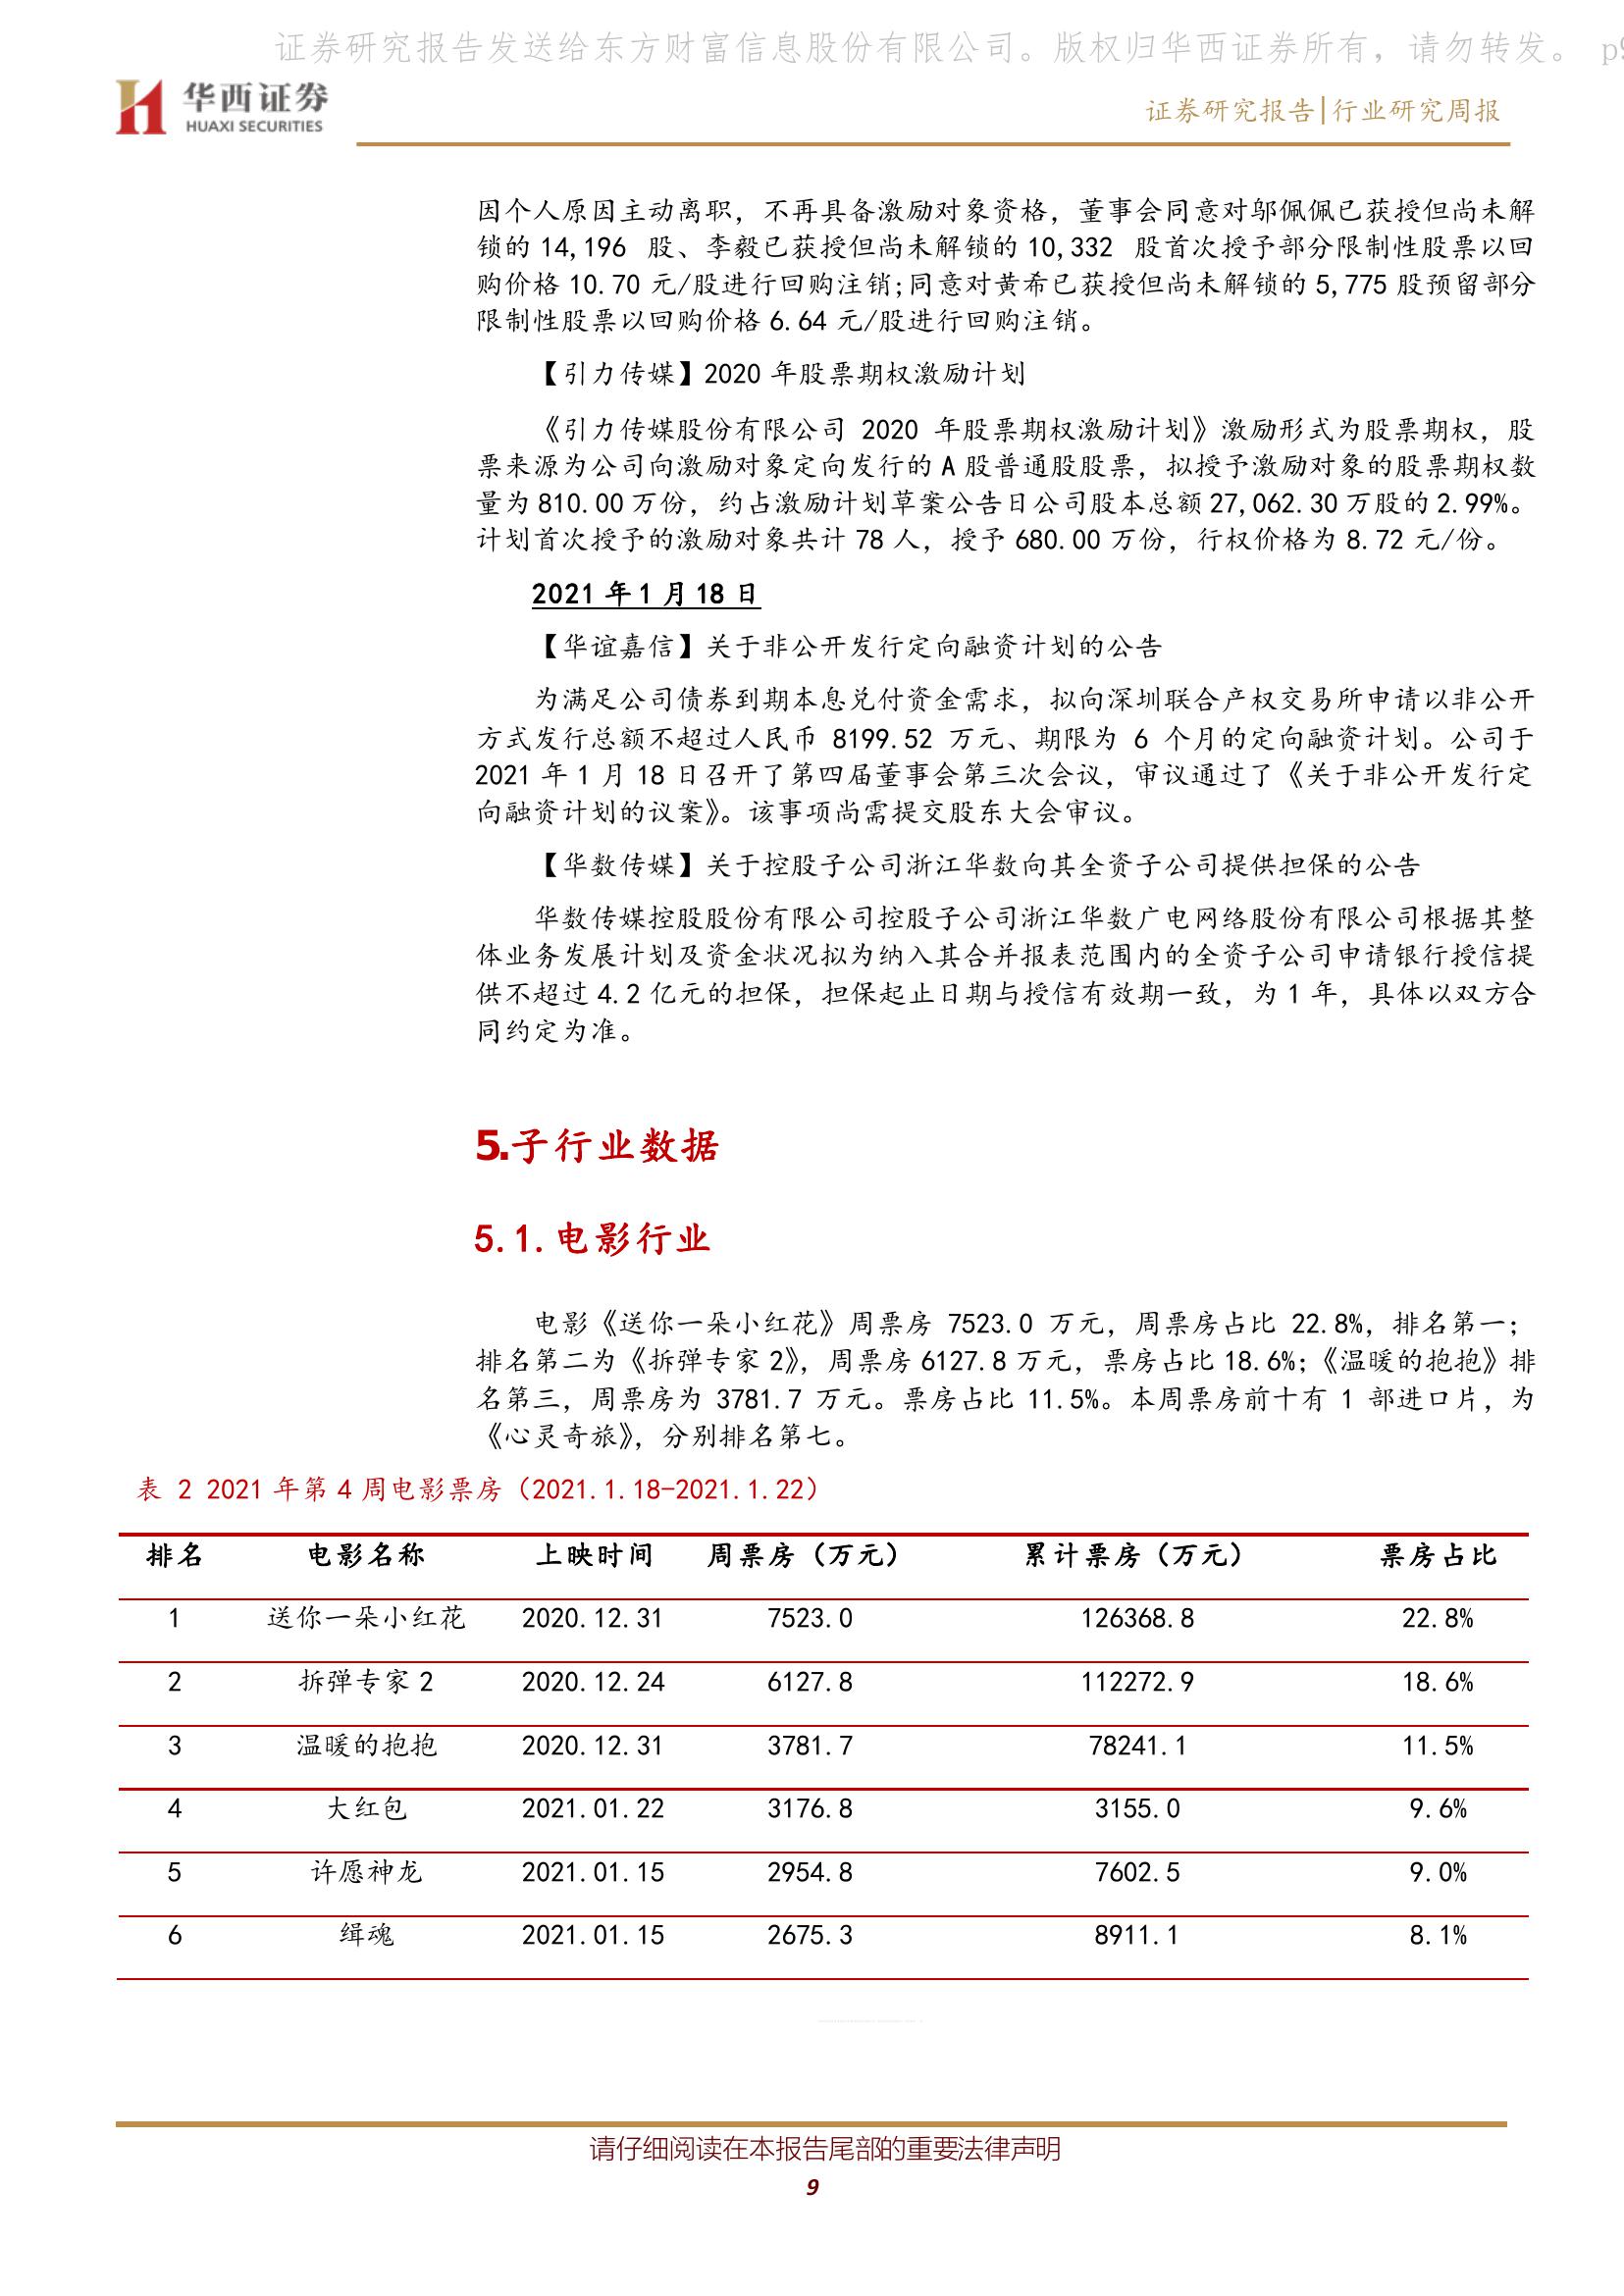 证券研究报告发送给东方财富信息股份有限公司。版权归华西证券所有，请勿转发。 p9
华西证券
HUAXI SECURITIES
证券研究报告|行业研究周报
因个人原因主动离职，不再具备激励对象资格，董事会同意对邬佩佩已获授但尚未解
锁的 14,196 股、李毅已获授但尚未解锁的 10,332 股首次授予部分限制性股票以回
购价格 10.70 元/股进行回购注销;同意对黄希已获授但尚未解锁的 5,775 股预留部分
限制性股票以回购价格 6.64 元/股进行回购注销。
【引力传媒】2020 年股票期权激励计划
《引力传媒股份有限公司 2020 年股票期权激励计划》激励形式为股票期权，股
票来源为公司向激励对象定向发行的 A 股普通股股票，拟授予激励对象的股票期权数
量为 810.00 万份，约占激励计划草案公告日公司股本总额 27,062.30 万股的 2.99%。
计划首次授予的激励对象共计 78 人，授予 680.00 万份，行权价格为 8.72 元/份。
2021 年 1 月 18 日
【华谊嘉信】关于非公开发行定向融资计划的公告
为满足公司债券到期本息兑付资金需求，拟向深圳联合产权交易所申请以非公开
方式发行总额不超过人民币 8199.52 万元、期限为 6 个月的定向融资计划。公司于
2021 年 1 月 18 日召开了第四届董事会第三次会议，审议通过了《关于非公开发行定
向融资计划的议案》。该事项尚需提交股东大会审议。
【华数传媒】关于控股子公司浙江华数向其全资子公司提供担保的公告
华数传媒控股股份有限公司控股子公司浙江华数广电网络股份有限公司根据其整
体业务发展计划及资金状况拟为纳入其合并报表范围内的全资子公司申请银行授信提
供不超过 4.2 亿元的担保，担保起止日期与授信有效期一致，为 1 年，具体以双方合
同约定为准。
5.子行业数据
5.1.电影行业
电影《送你一朵小红花》周票房 7523.0 万元，周票房占比 22.8%，排名第一；
排名第二为《拆弹专家 2》，周票房 6127.8 万元，票房占比 18.6%；《温暖的抱抱》排
名第三，周票房为 3781.7 万元。票房占比 11.5%。本周票房前十有 1 部进口片，为
《心灵奇旅》，分别排名第七。
表 2 2021 年第 4 周电影票房（2021.1.18-2021.1.22）
排名 电影名称 上映时间 周票房（万元） 累计票房（万元） 票房占比
1 送你一朵小红花 2020.12.31 7523.0 126368.8 22.8%
2 拆弹专家 2 2020.12.24 6127.8 112272.9 18.6%
3 温暖的抱抱 2020.12.31 3781.7 78241.1 11.5%
4 大红包 2021.01.22 3176.8 3155.0 9.6%
5 许愿神龙 2021.01.15 2954.8 7602.5 9.0%
6 缉魂 2021.01.15 2675.3 8911.1 8.1%
请仔细阅读在本报告尾部的重要法律声明
9